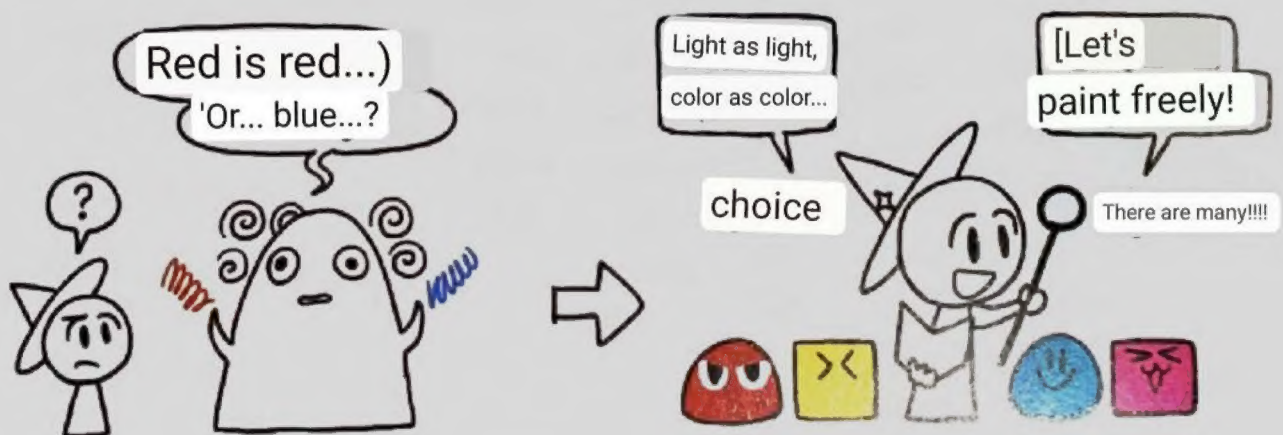 Red is red...)
'Or... blue...?
?
Light as light,
color as color...
choice
[Let's
paint freely!
There are many!!!!